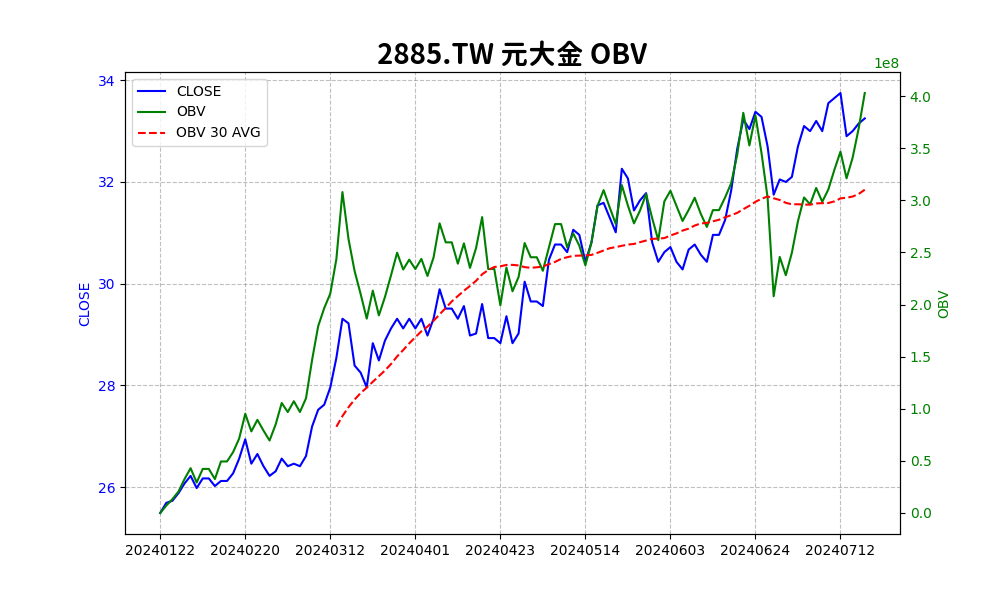 2885.TW 元大金 OBV
1e8
CLOSE
OBV
OBV 30 AVG
34
32
30
28
26
CLOSE
4.0
3.5
3.0
2.5
2.0
1.5
1.0
0.5
0.0
OBV
20240122 20240220 20240312 20240401 20240423 20240514 20240603 20240624 20240712